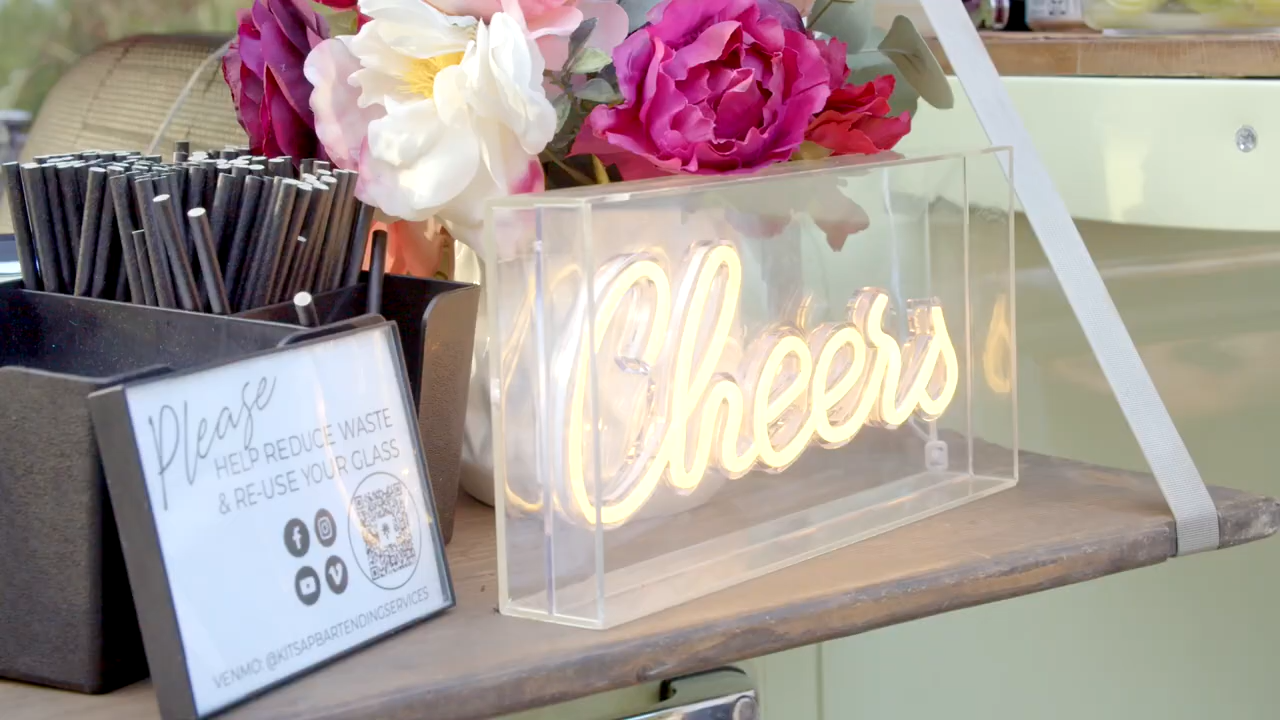 Please
HELP REDUCE WASTE
& RE-USE YOUR GLASS
VENMO: @KITSAPBARTENDINGSERVICES
Cheers